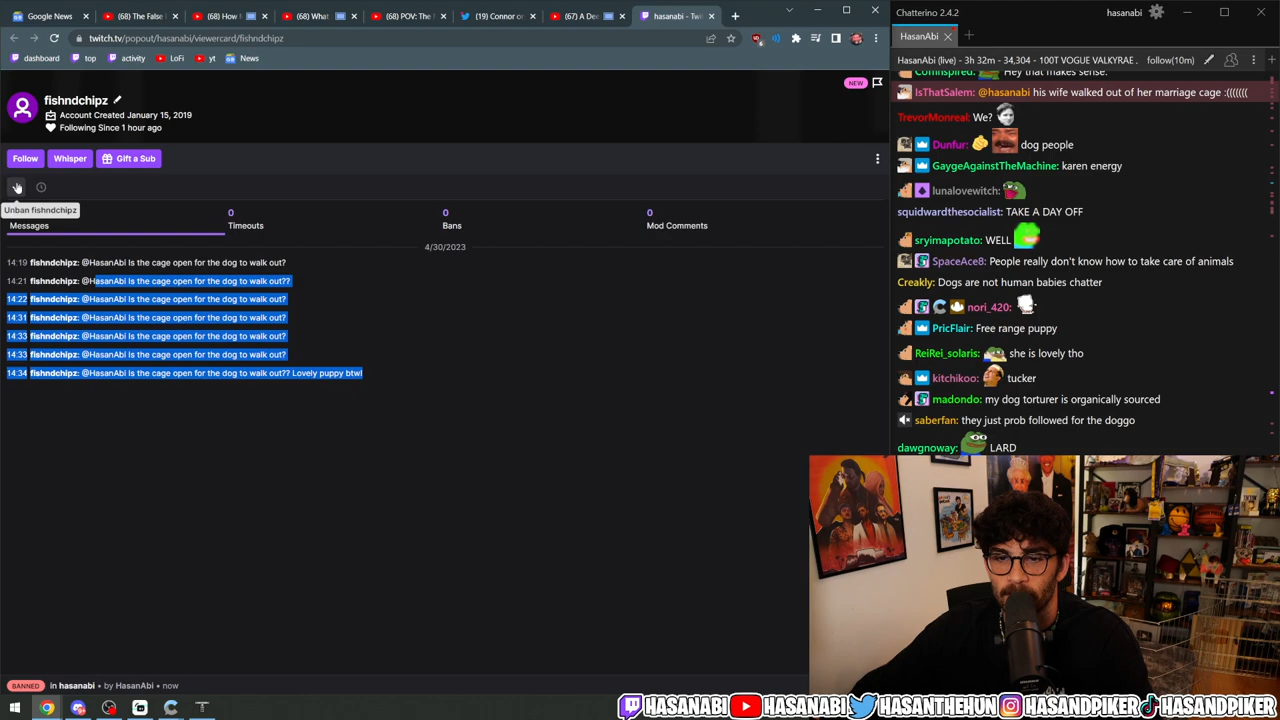 Google News
(68) The False
(68) How
(68) What
(68) POV: The
(19) Connor or
(67) A Dee
hasanabi - Twitch
twitch.tv/popout/hasanabi/viewercard/fishndchipz
dashboard
top
activity
LoFi
yt
News
NEW
fishndchipz
Account Created January 15, 2019
Following Since 1 hour ago
Follow
Whisper
Gift a Sub
Unban fishndchipz
Messages
0
Timeouts
0
Bans
0
Mod Comments
4/30/2023
14:19 fishndchipz: @HasanAbi Is the cage open for the dog to walk out?
14:21 fishndchipz: @HasanAbi Is the cage open for the dog to walk out??
14:22 fishndchipz: @HasanAbi Is the cage open for the dog to walk out?
14:31 fishndchipz: @HasanAbi Is the cage open for the dog to walk out?
14:33 fishndchipz: @HasanAbi Is the cage open for the dog to walk out?
14:33 fishndchipz: @HasanAbi Is the cage open for the dog to walk out?
14:34 fishndchipz: @HasanAbi Is the cage open for the dog to walk out?? Lovely puppy btw!
BANNED in hasanabi • by HasanAbi • now
Chatterino 2.4.2
hasanabi
HasanAbi
HasanAbi (live) - 3h 32m - 34,304 - 100T VOGUE VALKYRAE . follow(10m)
Cominspired: Hey that makes sense.
IsThatSalem: @hasanabi his wife walked out of her marriage cage :(((((((
TrevorMonreal: We?
Dunfur: dog people
GaygeAgainstTheMachine: karen energy
lunalovewitch:
squidwardthesocialist: TAKE A DAY OFF
sryimapotato: WELL
SpaceAce8: People really don't know how to take care of animals
Creakly: Dogs are not human babies chatter
nori_420:
PricFlair: Free range puppy
ReiRei_solaris: she is lovely tho
kitchikoo: tucker
madondo: my dog torturer is organically sourced
saberfan: they just prob followed for the doggo
dawgnoway: LARD
HASANABI
HASANABI
HASANTHEHUN
HASANDPIKER
HASANDPIKER